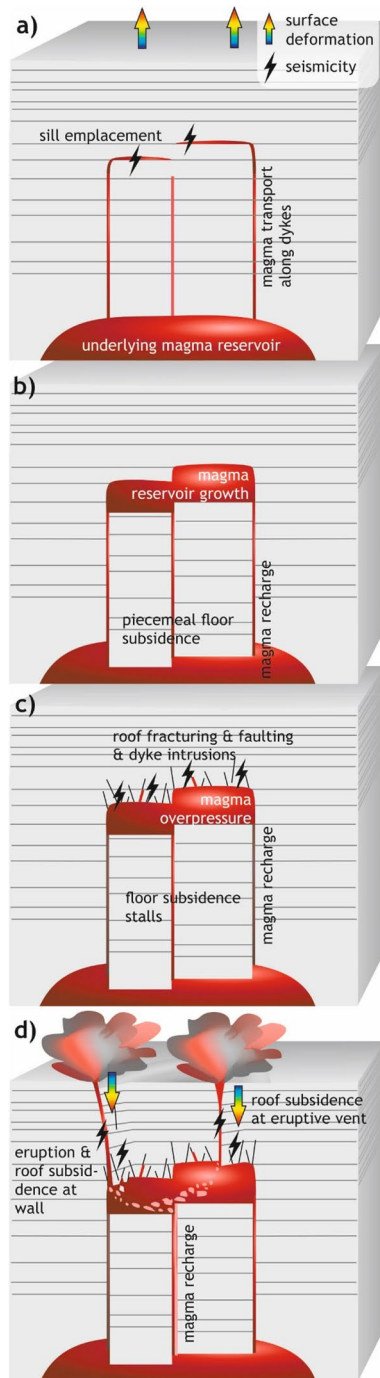 a)
surface
deformation
seismicity
sill emplacement
magma transport
along dykes
underlying magma reservoir
b)
magma
reservoir growth
piecemeal floor
subsidence
magma recharge
c)
roof fracturing & faulting
& dyke intrusions
magma
overpressure
floor subsidence
stalls
magma recharge
d)
roof subsidence
at eruptive vent
eruption &
roof subsi-
dence at
wall
magma recharge